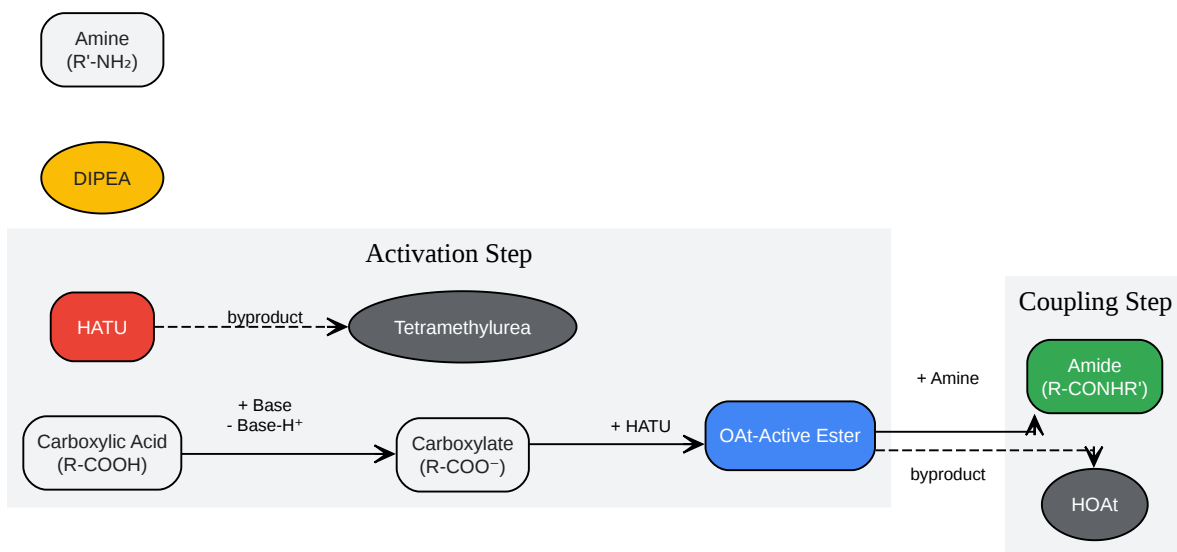 Amine
(R'-NH₂)
DIPEA
Activation Step
HATU
byproduct
Tetramethylurea
Carboxylic Acid
(R-COOH)
+ Base
- Base-H⁺
Carboxylate
(R-COO⁻)
+ HATU
OAt-Active Ester
+ Amine
byproduct
Coupling Step
Amide
(R-CONHR')
HOAt